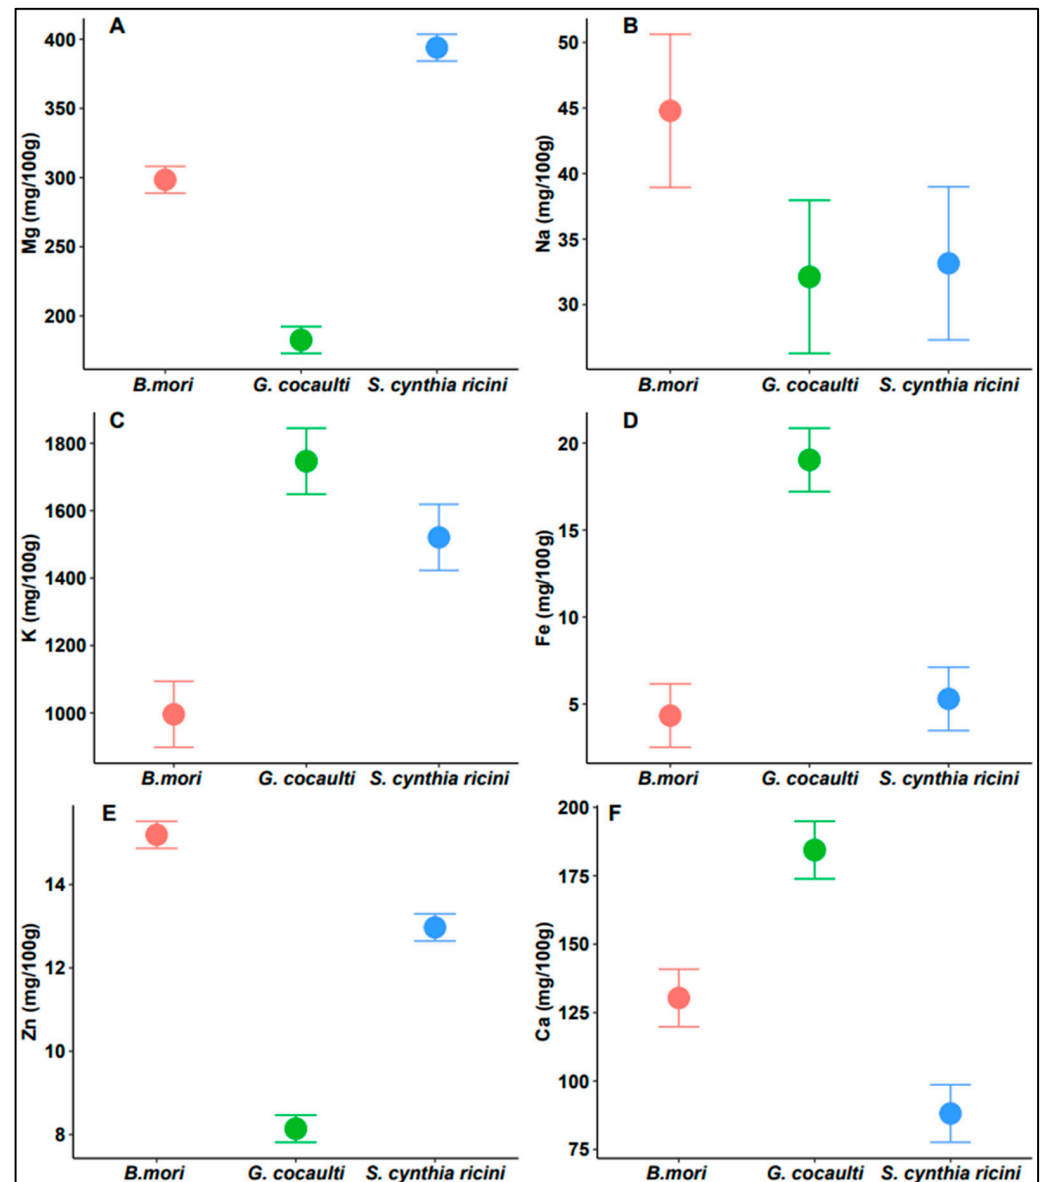 A
Mg (mg/100g)
400
350
300
250
200
B.mori G. cocaulti S. cynthia ricini
B
Na (mg/100g)
50
45
40
35
30
B.mori G. cocaulti S. cynthia ricini
C
K (mg/100g)
1800
1600
1400
1200
1000
B.mori G. cocaulti S. cynthia ricini
D
Fe (mg/100g)
20
15
10
5
B.mori G. cocaulti S. cynthia ricini
E
Zn (mg/100g)
14
12
10
8
B.mori G. cocaulti S. cynthia ricini
F
Ca (mg/100g)
200
175
150
125
100
75
B.mori G. cocaulti S. cynthia ricini